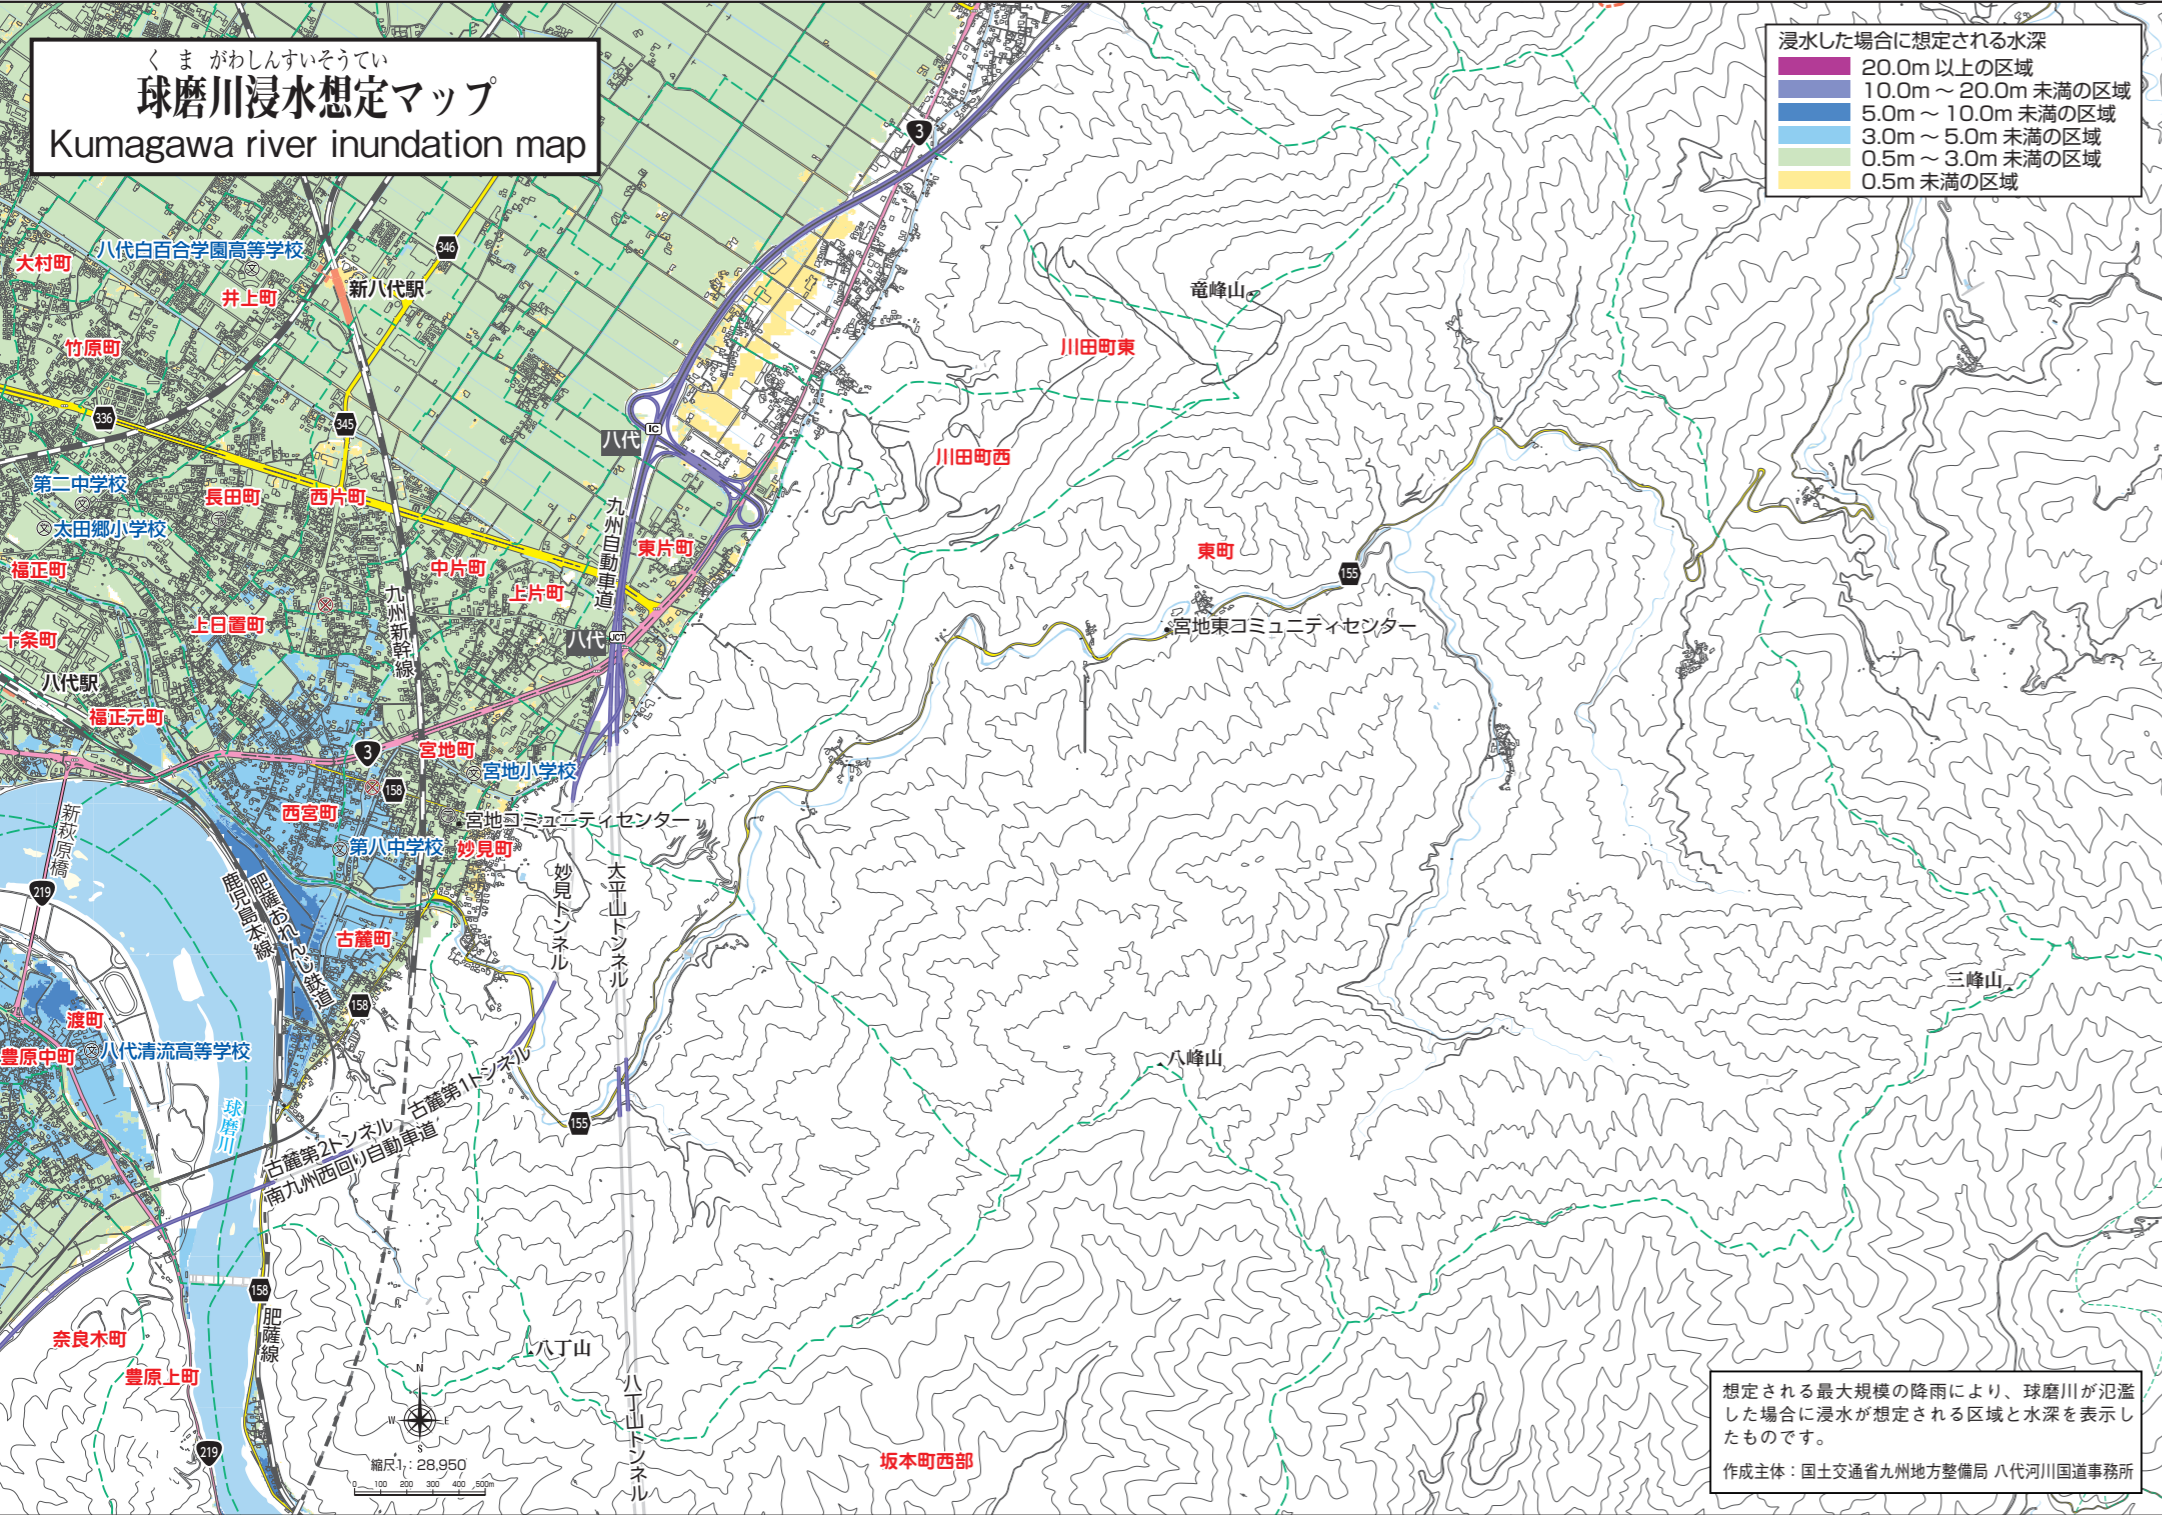 くまがわしんすいそうてい
球磨川浸水想定マップ
Kumagawa river inundation map
浸水した場合に想定される水深
20.0m 以上の区域
10.0m ～ 20.0m 未満の区域
5.0m ～ 10.0m 未満の区域
3.0m ～ 5.0m 未満の区域
0.5m ～ 3.0m 未満の区域
0.5m 未満の区域
3
346
八代白百合学園高等学校
大村町
井上町
新八代駅
竜峰山
竹原町
川田町東
336
345
IC
八代
川田町西
第二中学校
長田町
西片町
太田郷小学校
九州自動車道
東片町
東町
福正町
中片町
上片町
155
九州新幹線
上日置町
十条町
八代
JCT
宮地東コミュニティセンター
八代駅
福正元町
3
宮地町
宮地小学校
158
新萩原橋
西宮町
宮地コミュニティセンター
第八中学校
妙見町
219
肥薩おれんじ鉄道
鹿児島本線
妙見トンネル
大平山トンネル
古麓町
三峰山
158
渡町
豊原中町
八代清流高等学校
八峰山
球磨川
古麓第1トンネル
155
古麓第2トンネル
南九州西回り自動車道
158
肥薩線
奈良木町
八丁山
豊原上町
八丁山トンネル
N
W
E
S
219
坂本町西部
縮尺1：28,950
0 100 200 300 400 500m
想定される最大規模の降雨により、球磨川が氾濫
した場合に浸水が想定される区域と水深を表示し
たものです。
作成主体：国土交通省九州地方整備局 八代河川国道事務所